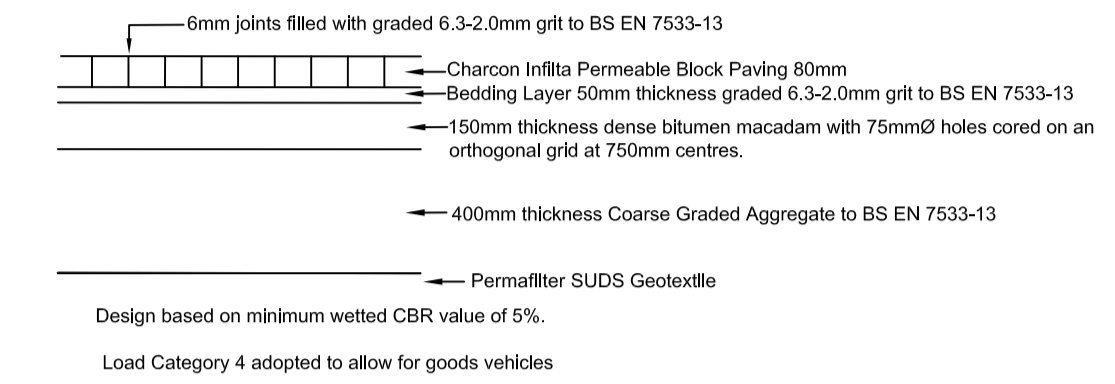 6mm joints filled with graded 6.3-2.0mm grit to BS EN 7533-13
Charcon Infilta Permeable Block Paving 80mm
Bedding Layer 50mm thickness graded 6.3-2.0mm grit to BS EN 7533-13
150mm thickness dense bitumen macadam with 75mmØ holes cored on an
orthogonal grid at 750mm centres.
400mm thickness Coarse Graded Aggregate to BS EN 7533-13
Permafilter SUDS Geotextile
Design based on minimum wetted CBR value of 5%.
Load Category 4 adopted to allow for goods vehicles